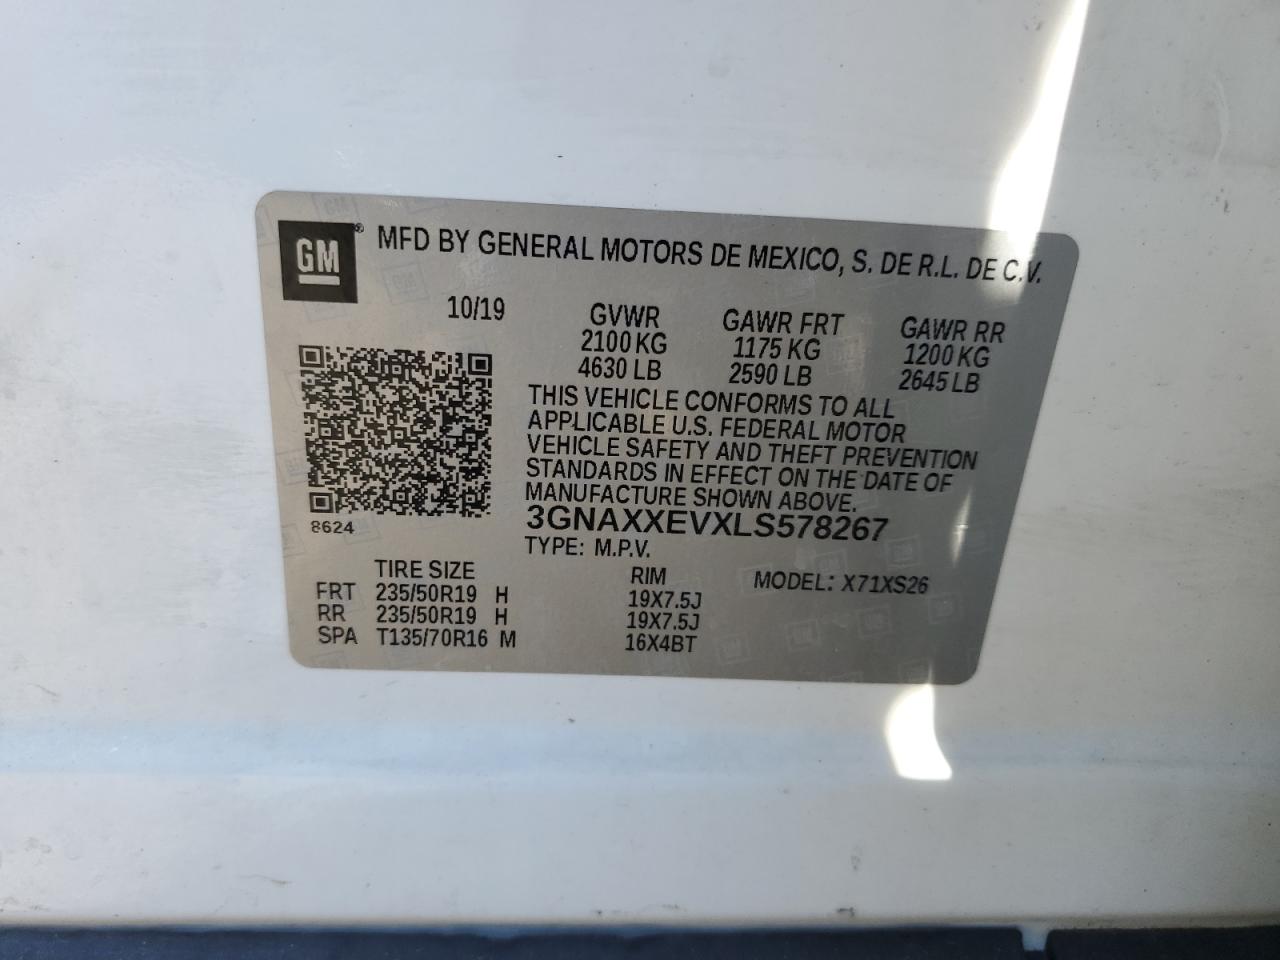 GM® MFD BY GENERAL MOTORS DE MEXICO, S. DE R.L. DE C.V.
10/19
GVWR GAWR FRT GAWR RR
2100 KG 1175 KG 1200 KG
4630 LB 2590 LB 2645 LB
THIS VEHICLE CONFORMS TO ALL
APPLICABLE U.S. FEDERAL MOTOR
VEHICLE SAFETY AND THEFT PREVENTION
STANDARDS IN EFFECT ON THE DATE OF
MANUFACTURE SHOWN ABOVE.
8624
3GNAXXEVXLS578267
TYPE: M.P.V.
TIRE SIZE RIM MODEL: X71XS26
FRT 235/50R19 H 19X7.5J
RR 235/50R19 H 19X7.5J
SPA T135/70R16 M 16X4BT